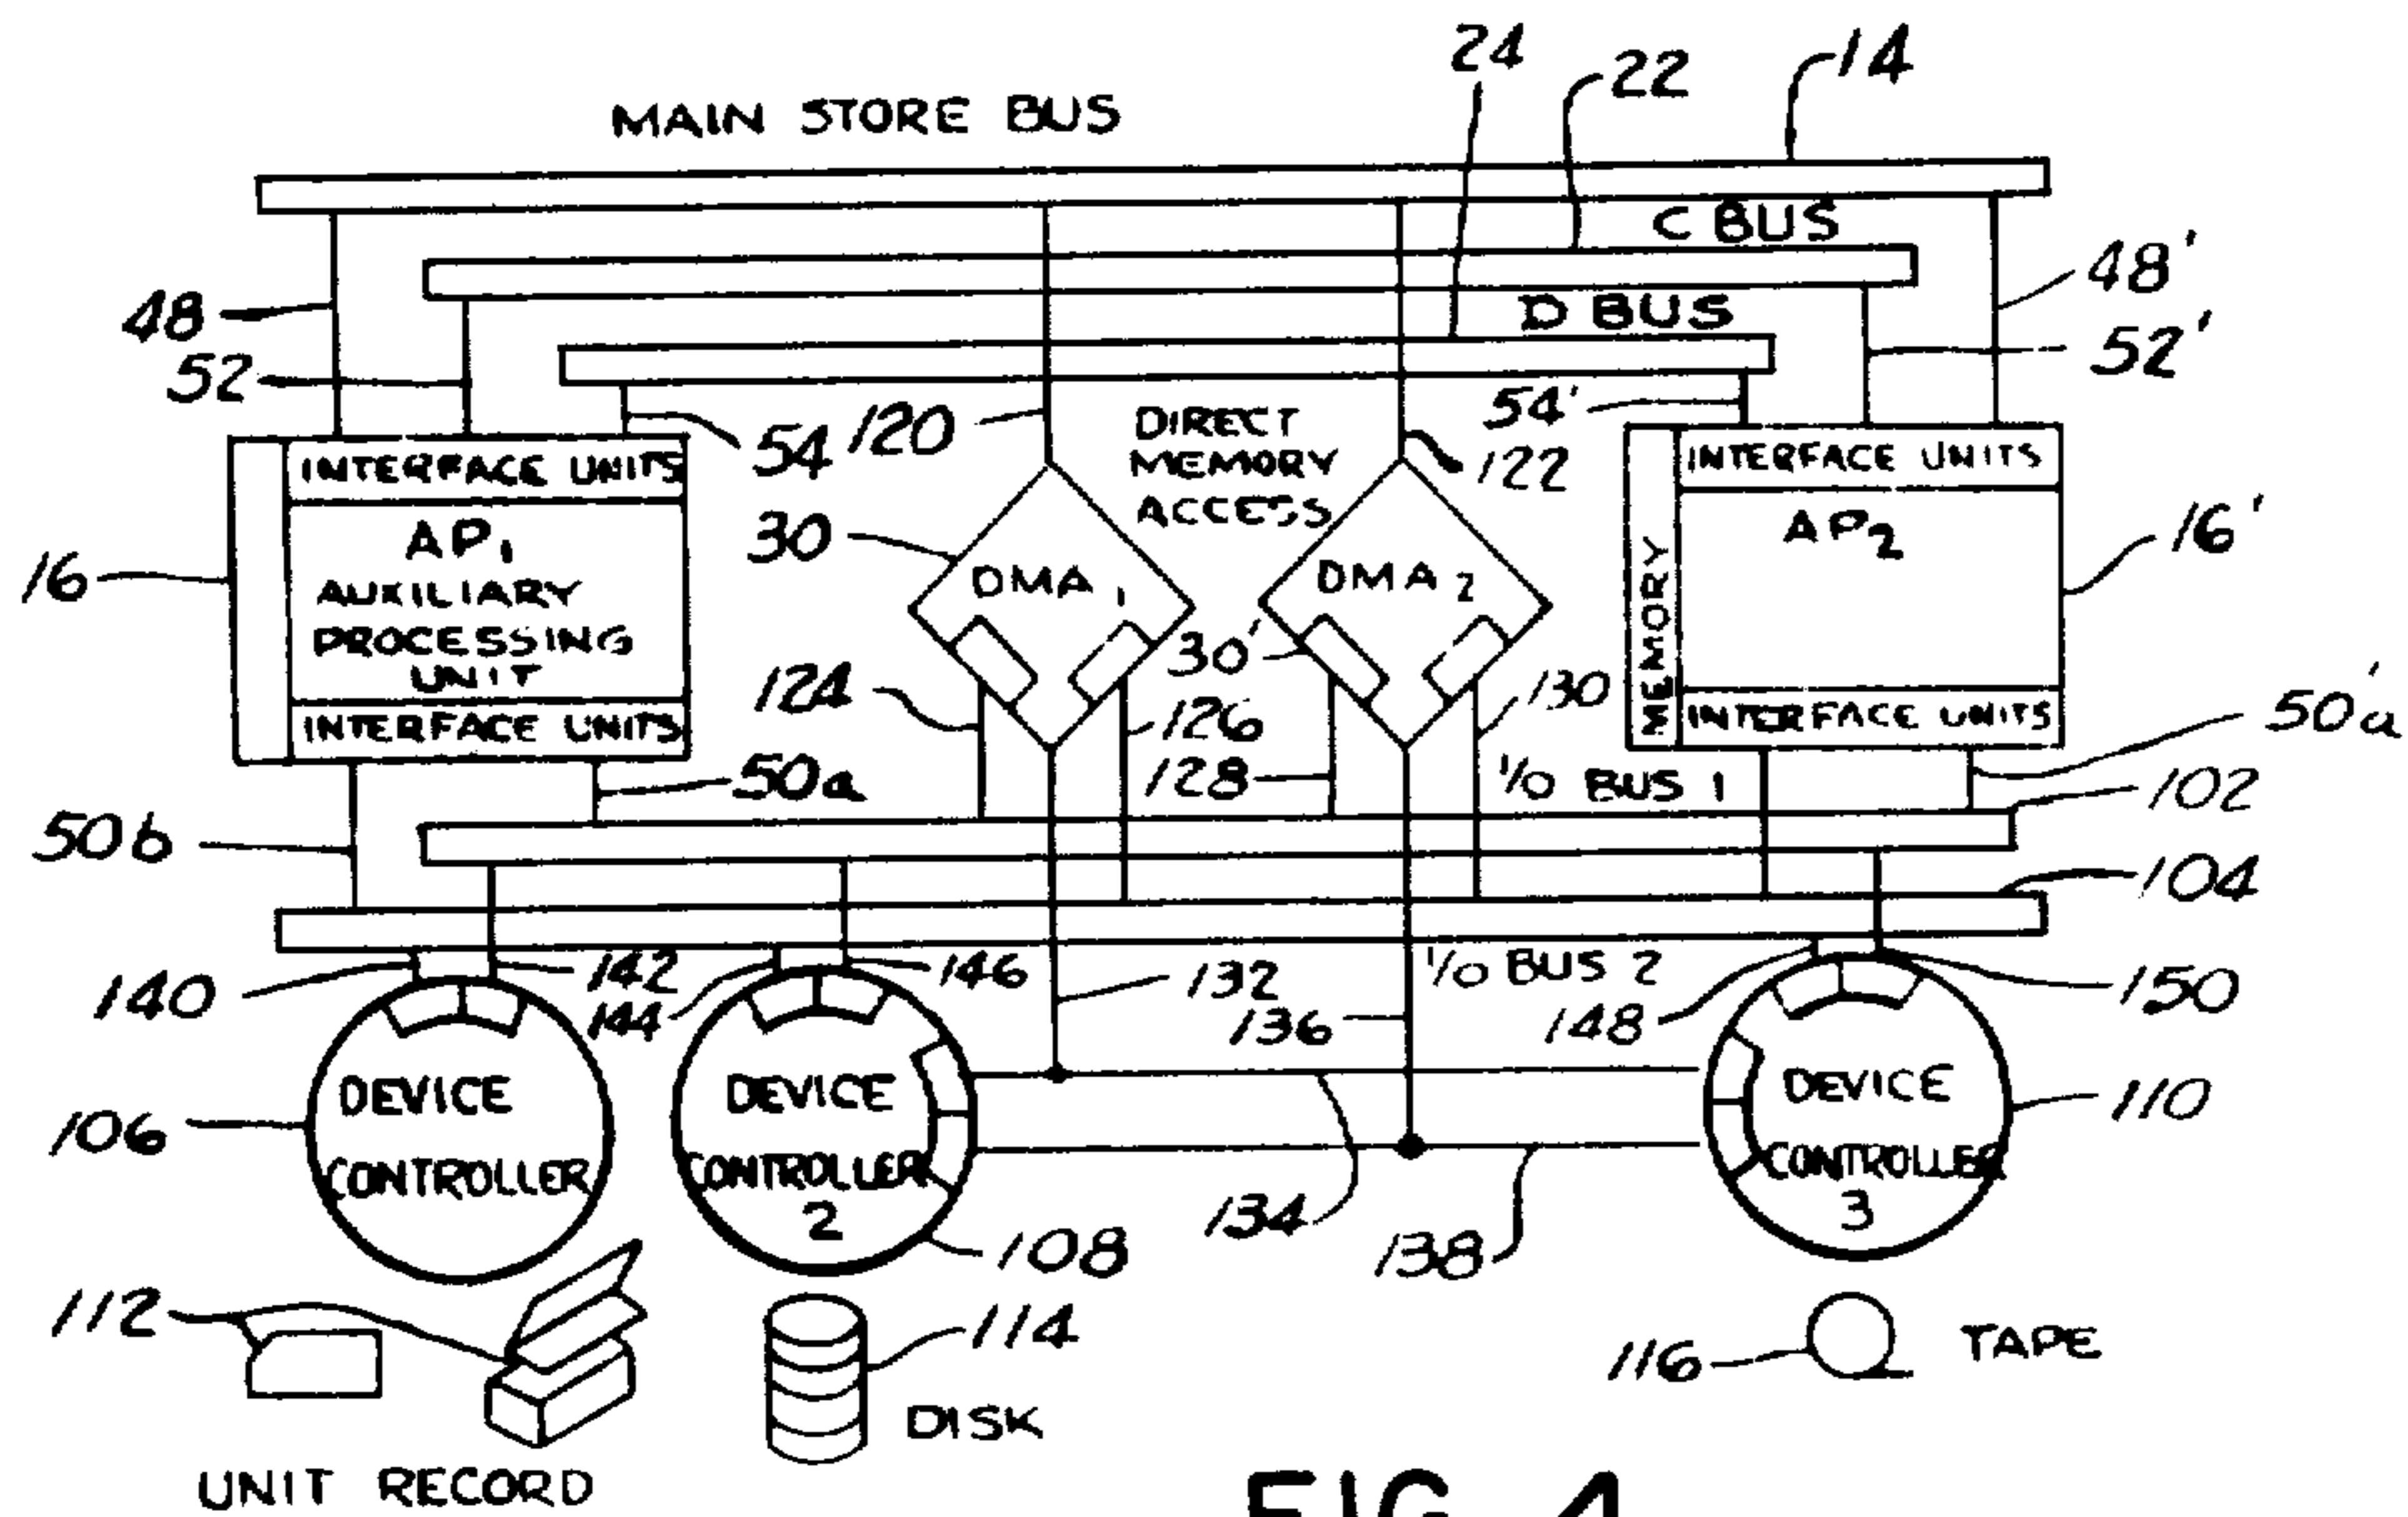 24
22
14
MAIN STORE BUS
C BUS
48'
48
D BUS
52'
52
54'
120
DIRECT
MEMORY
ACCESS
54
122
INTERFACE UNITS
INTERFACE UNITS
30
AP1
AP2
16'
16
DMA 1
DMA 2
AUXILIARY
PROCESSING
UNIT
MEMORY
30'
124
126
130
INTERFACE UNITS
INTERFACE UNITS
50'a
50a
128
I/O BUS 1
102
50b
104
140
142
146
132
I/O BUS 2
150
144
136
148
106
DEVICE
CONTROLLER
DEVICE
CONTROLLER
2
DEVICE
CONTROLLER
3
110
134
108
138
112
114
116
TAPE
DISK
UNIT RECORD
FIG. 4